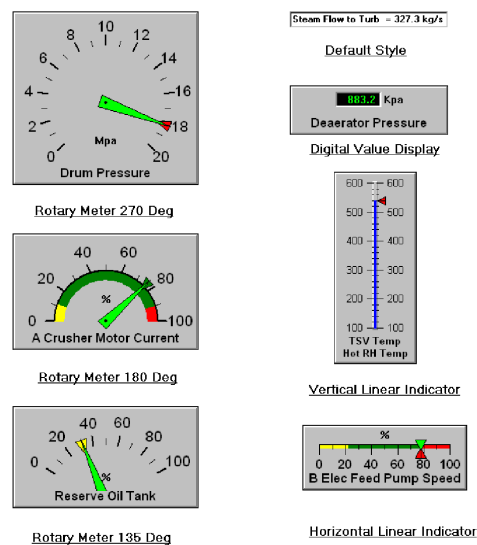 10
8 12
6 14
4 16
2 18
Mpa
0 20
Drum Pressure
Rotary Meter 270 Deg
40 60
20 80
%
0 100
A Crusher Motor Current
Rotary Meter 180 Deg
40 60
20 80
0 100
%
Reserve Oil Tank
Rotary Meter 135 Deg
Steam Flow to Turb = 327.3 kg/s
Default Style
883.2 Kpa
Deaerator Pressure
Digital Value Display
600 600
500 500
400 400
300 300
200 200
100 100
TSV Temp
Hot RH Temp
Vertical Linear Indicator
%
0 20 40 60 80 100
B Elec Feed Pump Speed
Horizontal Linear Indicator